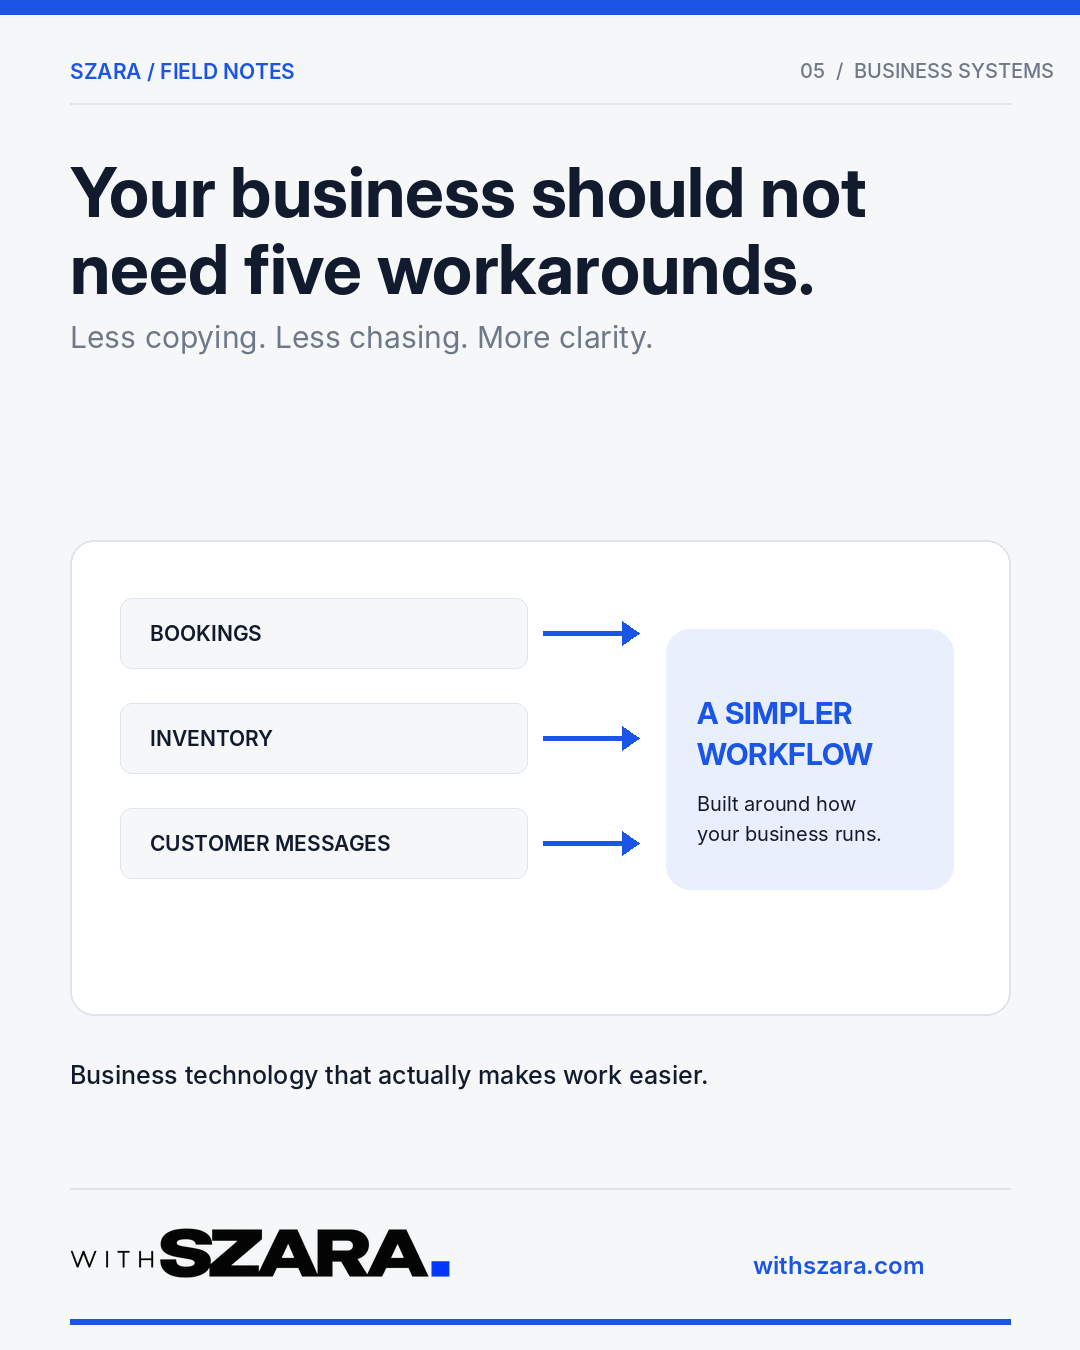 SZARA / FIELD NOTES
05 / BUSINESS SYSTEMS
Your business should not
need five workarounds.
Less copying. Less chasing. More clarity.
BOOKINGS
INVENTORY
CUSTOMER MESSAGES
A SIMPLER
WORKFLOW
Built around how
your business runs.
Business technology that actually makes work easier.
WITH SZARA.
withszara.com